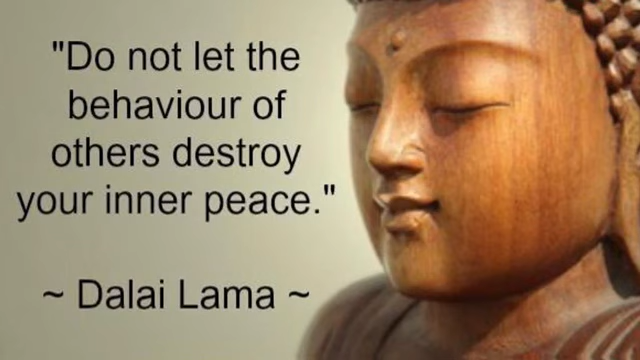 "Do not let the
behaviour of
others destroy
your inner peace."
~ Dalai Lama ~